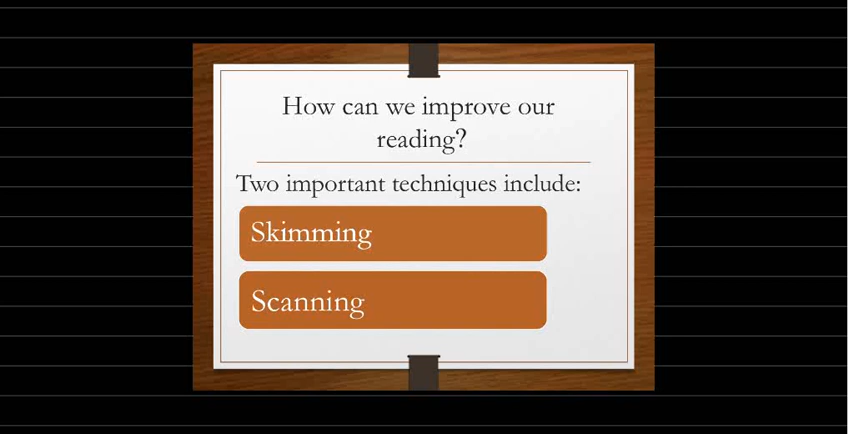 How can we improve our
reading?
Two important techniques include:
Skimming
Scanning